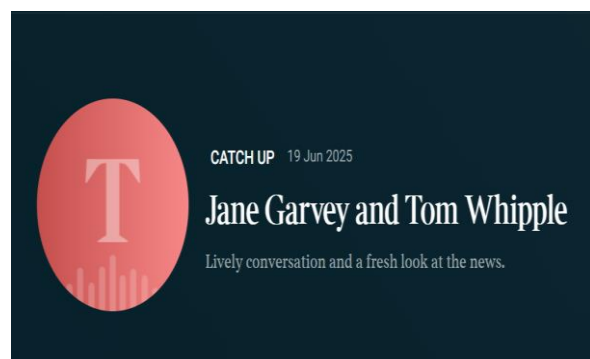 T
CATCH UP 19 Jun 2025
Jane Garvey and Tom Whipple
Lively conversation and a fresh look at the news.